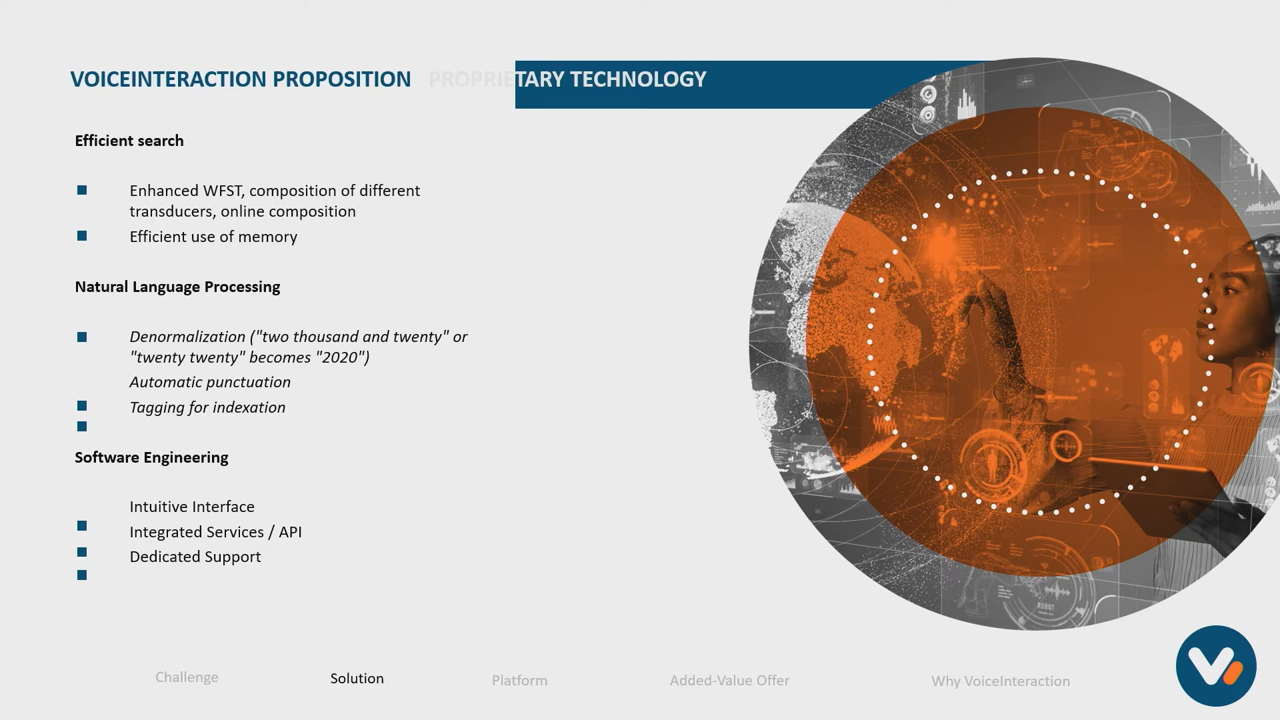 VOICEINTERACTION PROPOSITION PROPRIETARY TECHNOLOGY
Efficient search
Enhanced WFST, composition of different
transducers, online composition
Efficient use of memory
Natural Language Processing
Denormalization ("two thousand and twenty" or
"twenty twenty" becomes "2020")
Automatic punctuation
Tagging for indexation
Software Engineering
Intuitive Interface
Integrated Services / API
Dedicated Support
ROBOT
Challenge Solution Platform Added-Value Offer Why VoiceInteraction